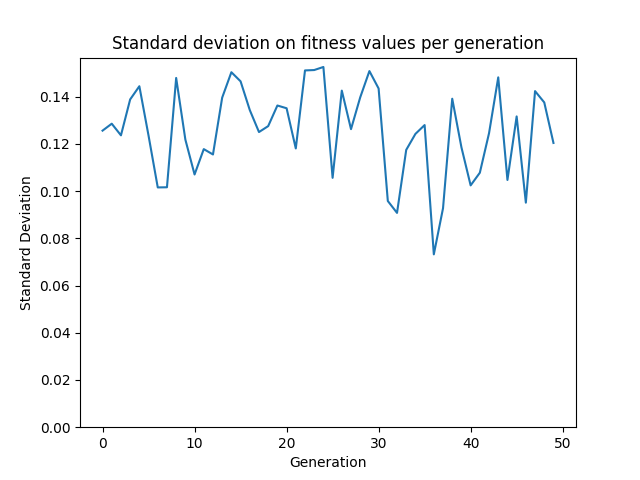 Standard deviation on fitness values per generation
Standard Deviation
0.14
0.12
0.10
0.08
0.06
0.04
0.02
0.00
0 10 20 30 40 50
Generation